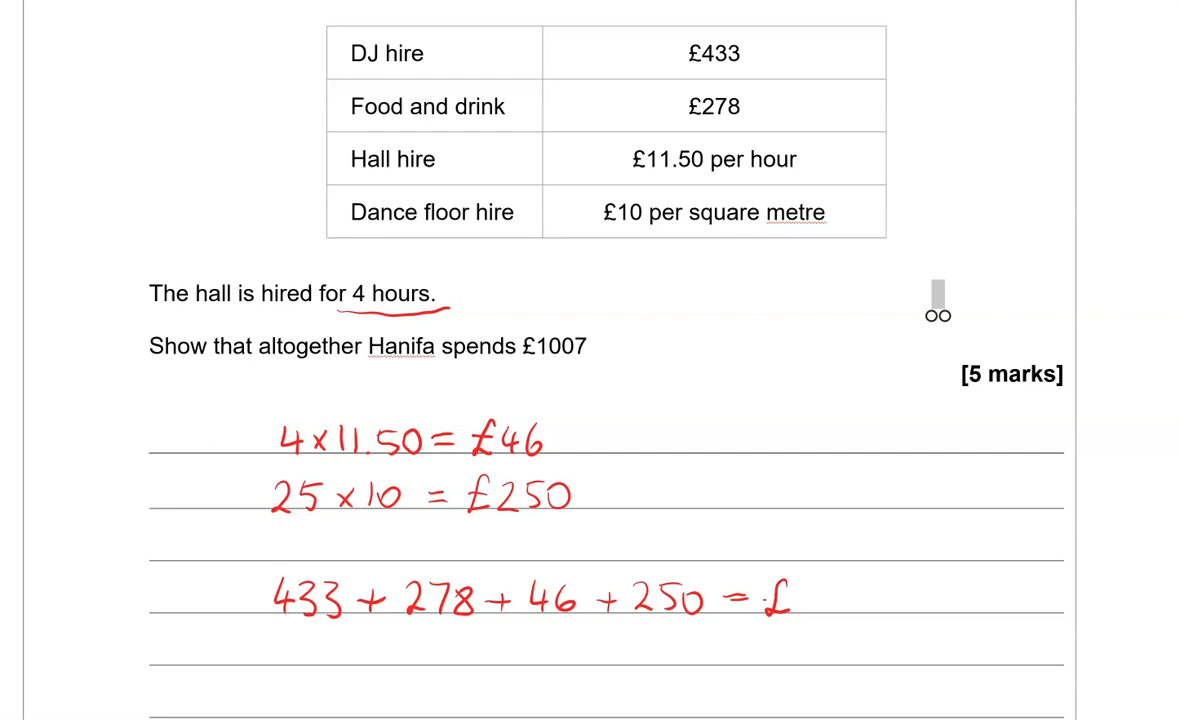 DJ hire £433
Food and drink £278
Hall hire £11.50 per hour
Dance floor hire £10 per square metre
The hall is hired for 4 hours.
Show that altogether Hanifa spends £1007
[5 marks]
4 × 11.50 = £46
25 × 10 = £250
433 + 278 + 46 + 250 = £